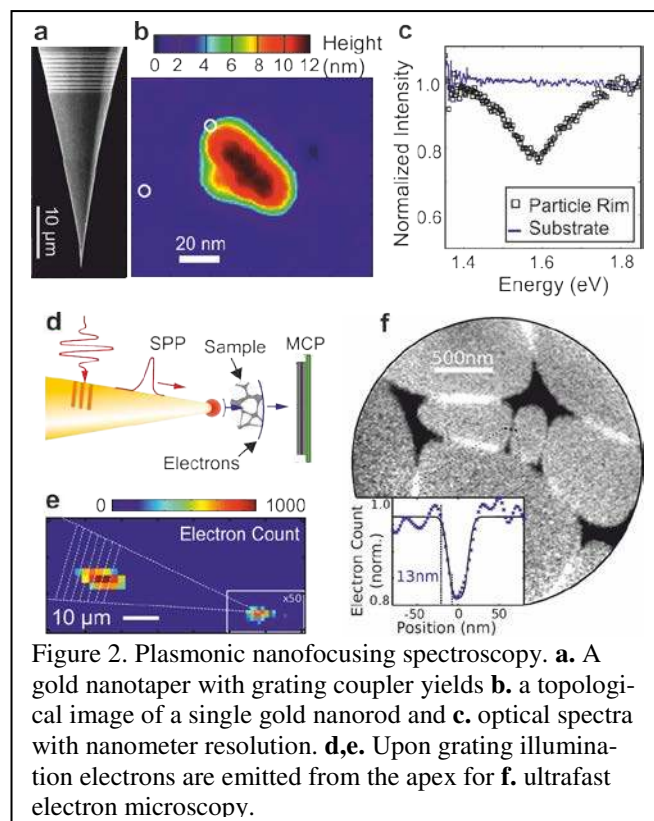 a
10 µm
b
Height
0 2 4 6 8 10 12
(nm)
20 nm
c
Normalized Intensity
1.0
0.8
0.6
1.4 1.6 1.8
Energy (eV)
Particle Rim
Substrate
d
SPP
Sample
MCP
Electrons
e
0 1000
Electron Count
x50
10 µm
f
500nm
Electron Count
(norm.)
1.0
0.8
13nm
-50 0 50
Position (nm)
Figure 2. Plasmonic nanofocusing spectroscopy. a. A
gold nanotaper with grating coupler yields b. a topologi-
cal image of a single gold nanorod and c. optical spectra
with nanometer resolution. d,e. Upon grating illumina-
tion electrons are emitted from the apex for f. ultrafast
electron microscopy.